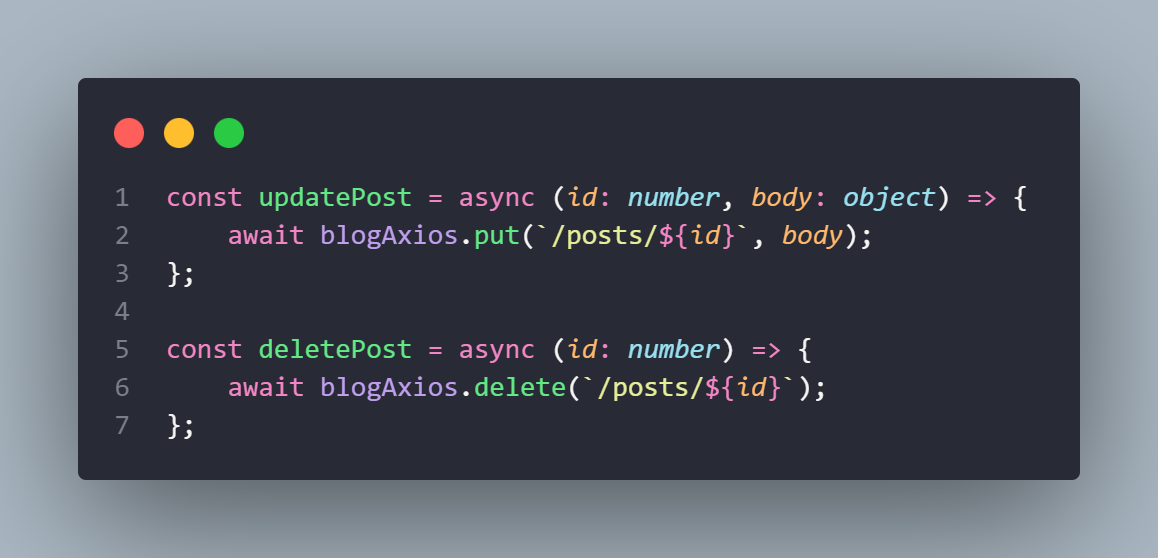 1 const updatePost = async (id: number, body: object) => {
2     await blogAxios.put(`/posts/${id}`, body);
3 };
4
5 const deletePost = async (id: number) => {
6     await blogAxios.delete(`/posts/${id}`);
7 };